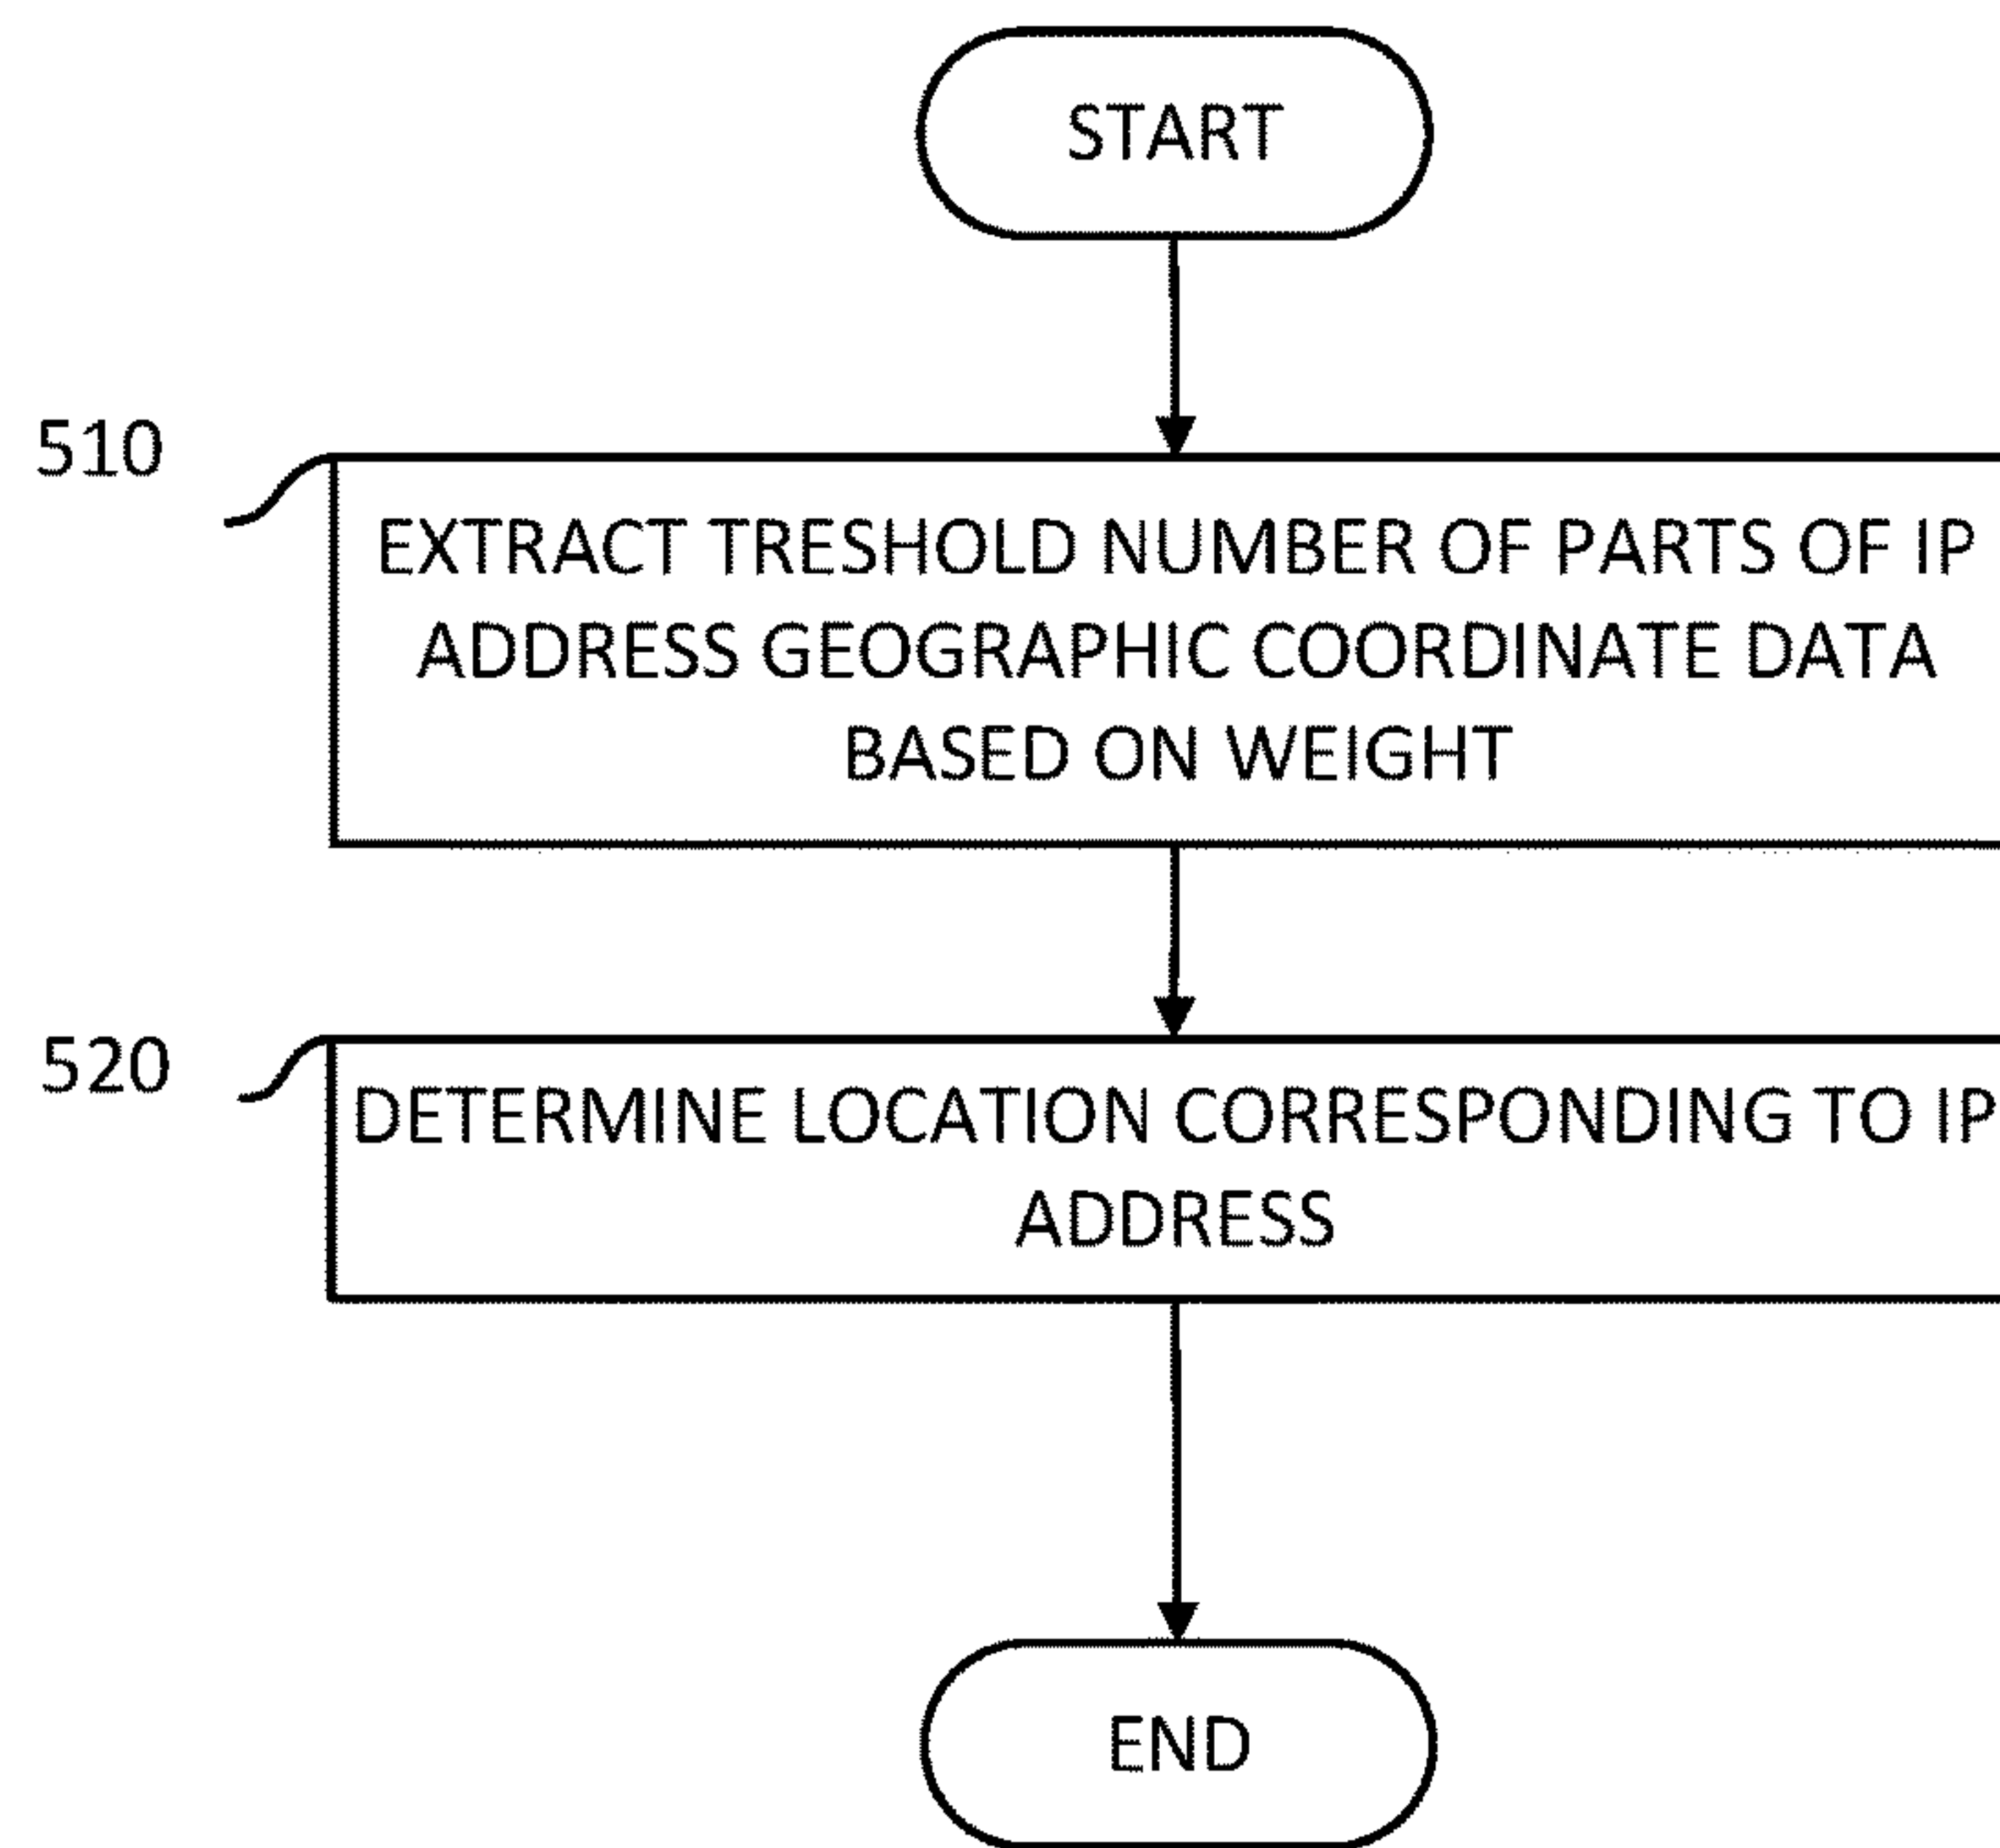 START
510
EXTRACT TRESHOLD NUMBER OF PARTS OF IP
ADDRESS GEOGRAPHIC COORDINATE DATA
BASED ON WEIGHT
520
DETERMINE LOCATION CORRESPONDING TO IP
ADDRESS
END